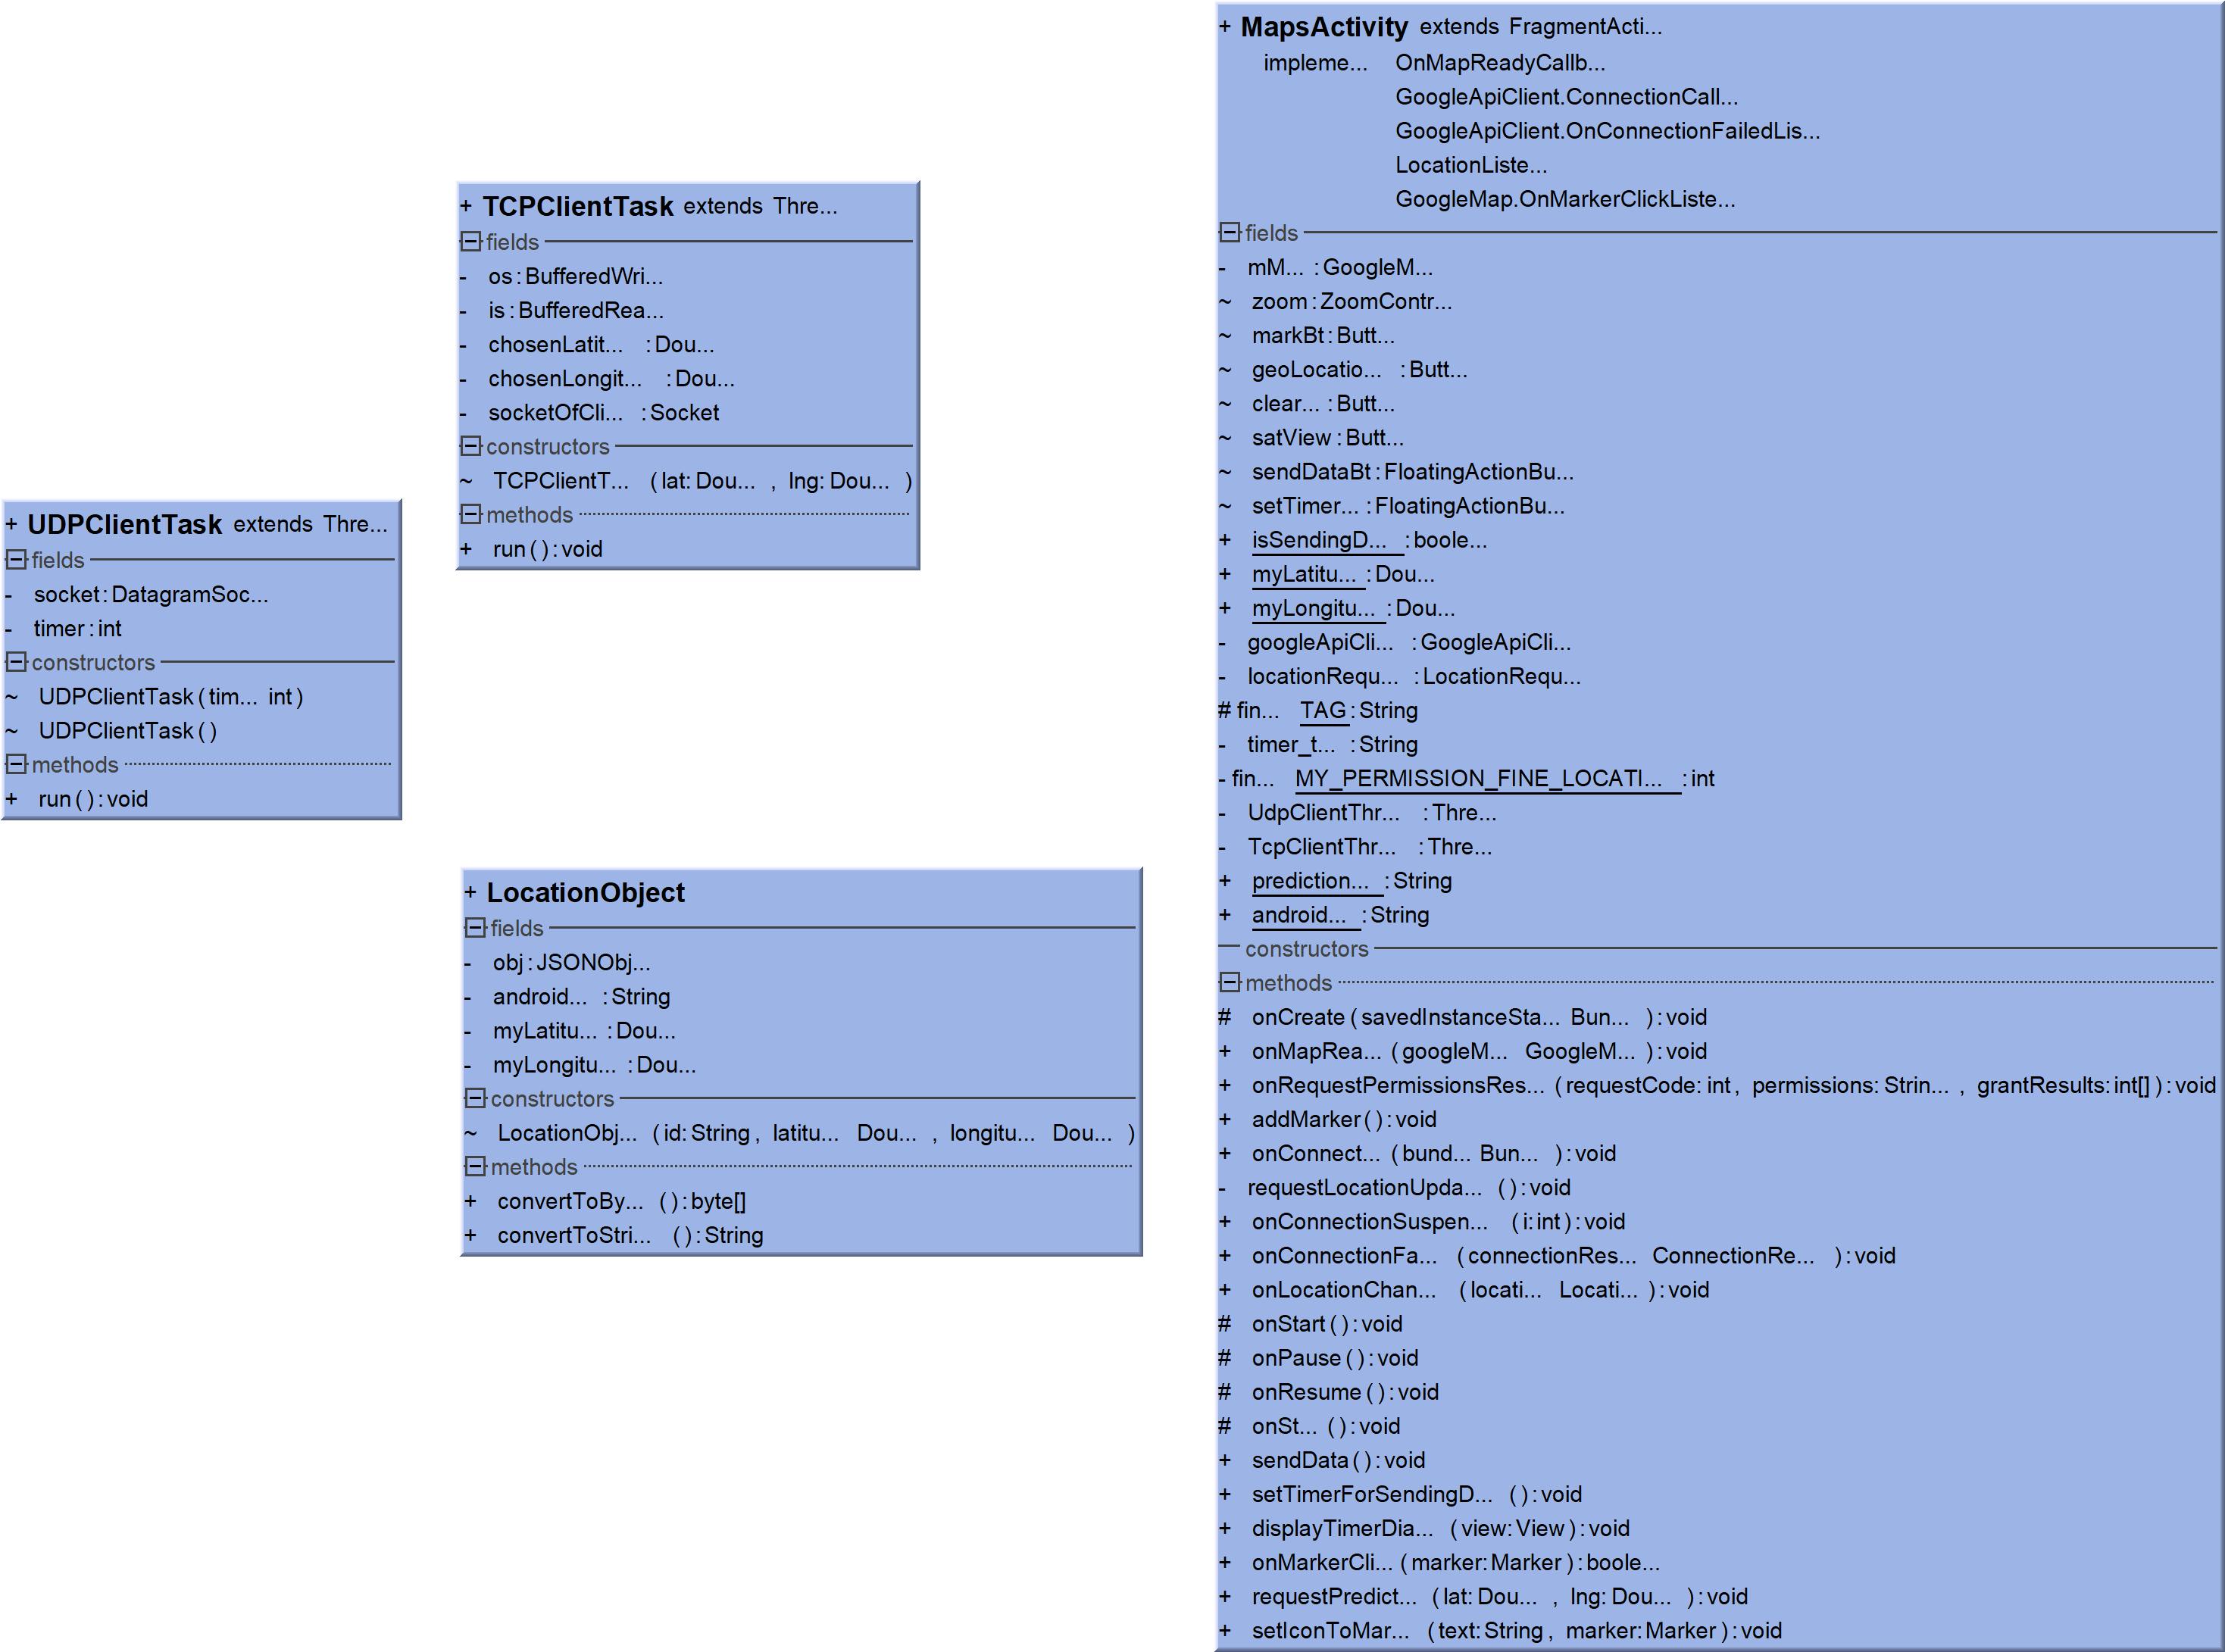 + UDPClientTask extends Thre...
fields
- socket:DatagramSoc...
- timer:int
constructors
~ UDPClientTask(tim... int)
~ UDPClientTask()
methods
+ run():void
+ TCPClientTask extends Thre...
fields
- os:BufferedWri...
- is:BufferedRea...
- chosenLatit... :Dou...
- chosenLongit... :Dou...
- socketOfCli... :Socket
constructors
~ TCPClientT... (lat:Dou... , lng:Dou... )
methods
+ run():void
+ LocationObject
fields
- obj:JSONObj...
- android... :String
- myLatitu... :Dou...
- myLongitu... :Dou...
constructors
~ LocationObj... (id:String, latitu... Dou... , longitu... Dou... )
methods
+ convertToBy... ():byte[]
+ convertToStri... ():String
+ MapsActivity extends FragmentActi...
impleme... OnMapReadyCallb...
GoogleApiClient.ConnectionCall...
GoogleApiClient.OnConnectionFailedLis...
LocationListe...
GoogleMap.OnMarkerClickListe...
fields
- mM... :GoogleM...
~ zoom:ZoomContr...
~ markBt:Butt...
~ geoLocatio... :Butt...
~ clear... :Butt...
~ satView:Butt...
~ sendDataBt:FloatingActionBu...
~ setTimer... :FloatingActionBu...
+ isSendingD... :boole...
+ myLatitu... :Dou...
+ myLongitu... :Dou...
- googleApiCli... :GoogleApiCli...
- locationRequ... :LocationRequ...
# fin... TAG:String
- timer_t... :String
- fin... MY_PERMISSION_FINE_LOCATI... :int
- UdpClientThr... :Thre...
- TcpClientThr... :Thre...
+ prediction... :String
+ android... :String
constructors
methods
# onCreate(savedInstanceSta... Bun... ):void
+ onMapRea... (googleM... GoogleM... ):void
+ onRequestPermissionsRes... (requestCode:int, permissions:Strin... , grantResults:int[]):void
+ addMarker():void
+ onConnect... (bund... Bun... ):void
- requestLocationUpda... ():void
+ onConnectionSuspen... (i:int):void
+ onConnectionFa... (connectionRes... ConnectionRe... ):void
+ onLocationChan... (locati... Locati... ):void
# onStart():void
# onPause():void
# onResume():void
# onSt... ():void
+ sendData():void
+ setTimerForSendingD... ():void
+ displayTimerDia... (view:View):void
+ onMarkerCli... (marker:Marker):boole...
+ requestPredict... (lat:Dou... , lng:Dou... ):void
+ setIconToMar... (text:String, marker:Marker):void